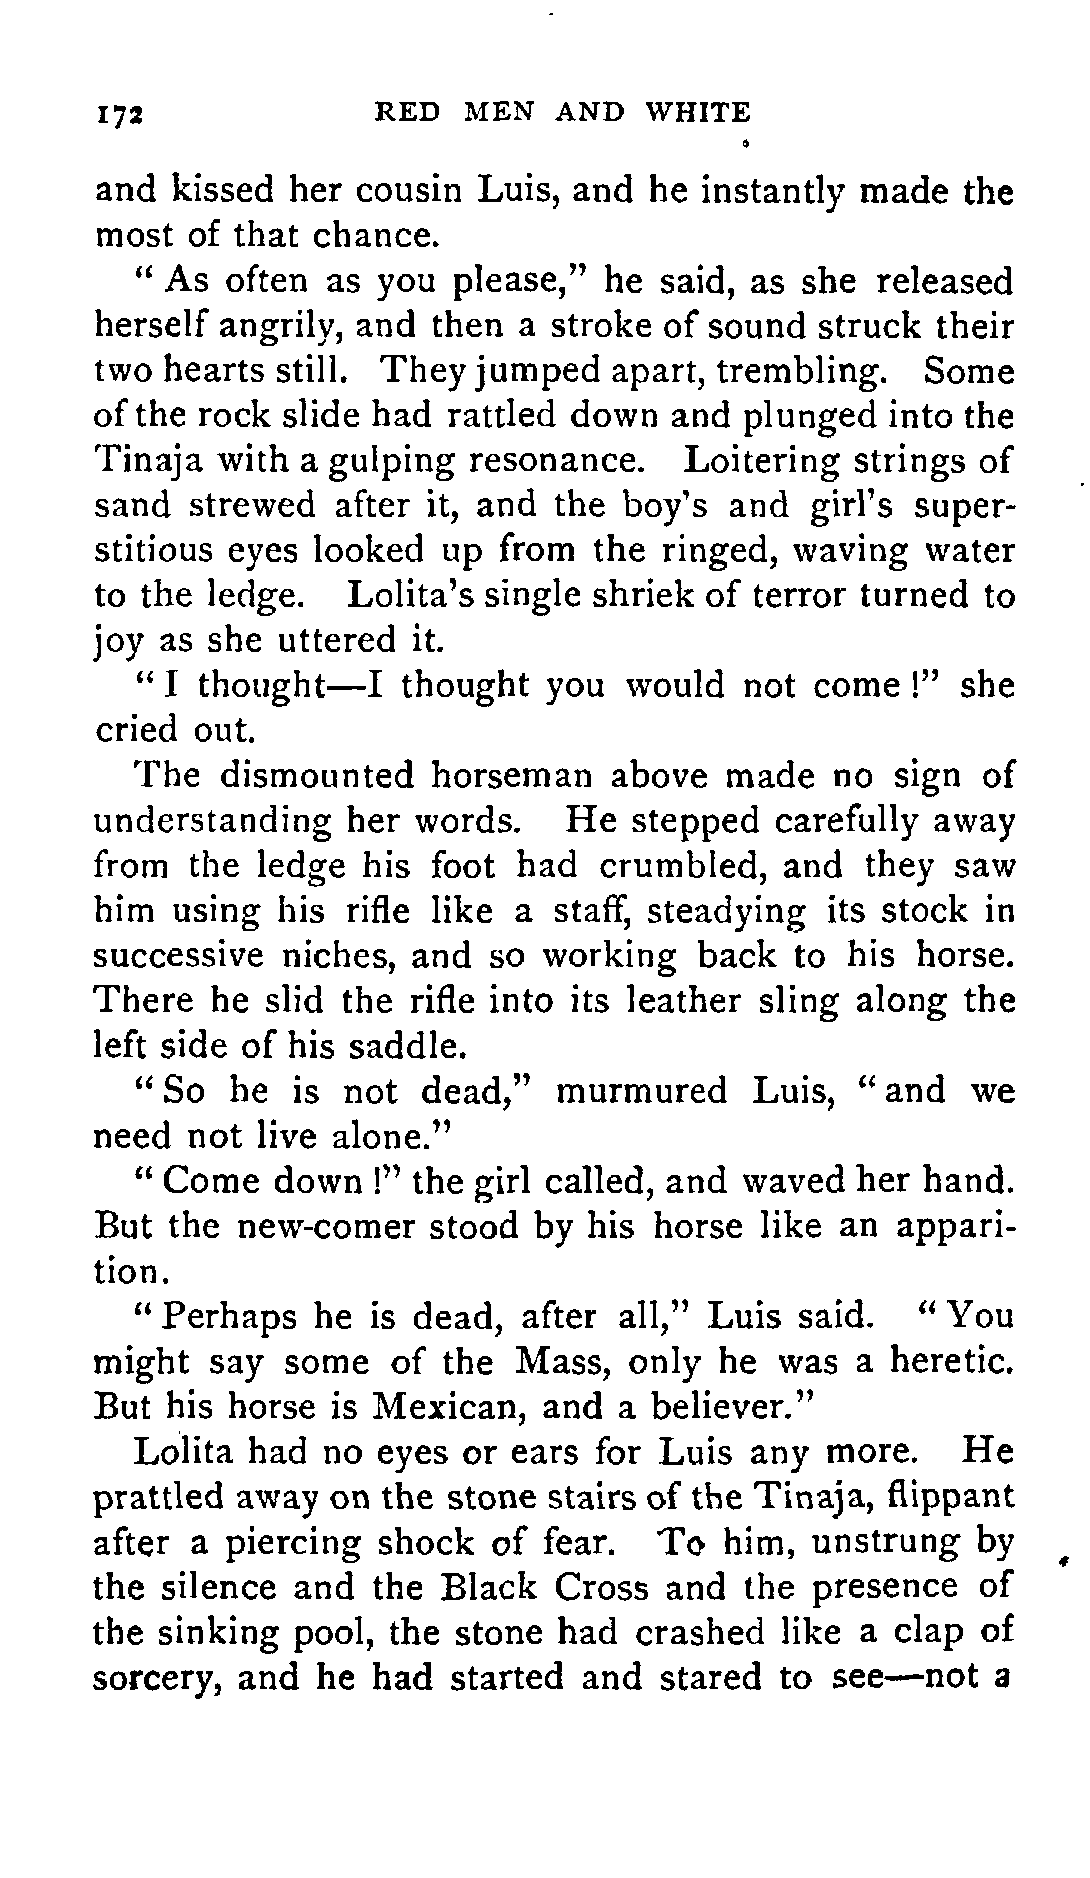 172 RED MEN AND WHITE
and kissed her cousin Luis, and he instantly made the
most of that chance.
“ As often as you please,” he said, as she released
herself angrily, and then a stroke of sound struck their
two hearts still. They jumped apart, trembling. Some
of the rock slide had rattled down and plunged into the
Tinaja with a gulping resonance. Loitering strings of
sand strewed after it, and the boy’s and girl’s super-
stitious eyes looked up from the ringed, waving water
to the ledge. Lolita’s single shriek of terror turned to
joy as she uttered it.
“ I thought—I thought you would not come !” she
cried out.
The dismounted horseman above made no sign of
understanding her words. He stepped carefully away
from the ledge his foot had crumbled, and they saw
him using his rifle like a staff, steadying its stock in
successive niches, and so working back to his horse.
There he slid the rifle into its leather sling along the
left side of his saddle.
“ So he is not dead,” murmured Luis, “ and we
need not live alone.”
“ Come down !” the girl called, and waved her hand.
But the new-comer stood by his horse like an appari-
tion.
“ Perhaps he is dead, after all,” Luis said. “ You
might say some of the Mass, only he was a heretic.
But his horse is Mexican, and a believer.”
Lolita had no eyes or ears for Luis any more. He
prattled away on the stone stairs of the Tinaja, flippant
after a piercing shock of fear. To him, unstrung by
the silence and the Black Cross and the presence of
the sinking pool, the stone had crashed like a clap of
sorcery, and he had started and stared to see—not a